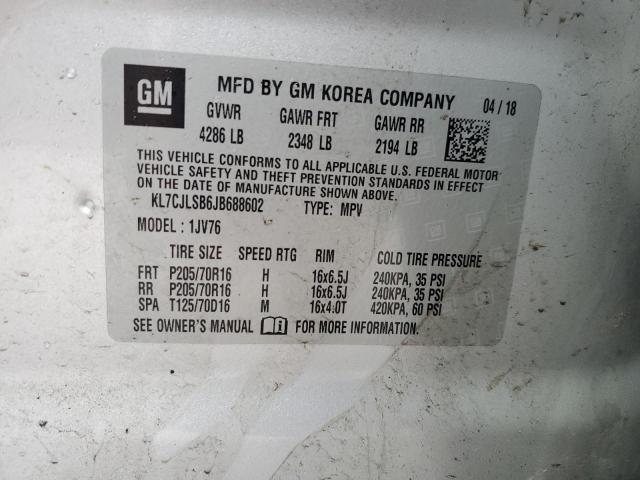 GM MFD BY GM KOREA COMPANY 04 / 18
GVWR GAWR FRT GAWR RR
4286 LB 2348 LB 2194 LB
THIS VEHICLE CONFORMS TO ALL APPLICABLE U.S. FEDERAL MOTOR
VEHICLE SAFETY AND THEFT PREVENTION STANDARDS IN EFFECT
ON THE DATE OF MANUFACTURE SHOWN ABOVE.
KL7CJLSB6JB688602 TYPE: MPV
MODEL : 1JV76
TIRE SIZE SPEED RTG RIM COLD TIRE PRESSURE
FRT P205/70R16 H 16x6.5J 240KPA, 35 PSI
RR P205/70R16 H 16x6.5J 240KPA, 35 PSI
SPA T125/70D16 M 16x4.0T 420KPA, 60 PSI
SEE OWNER'S MANUAL FOR MORE INFORMATION.